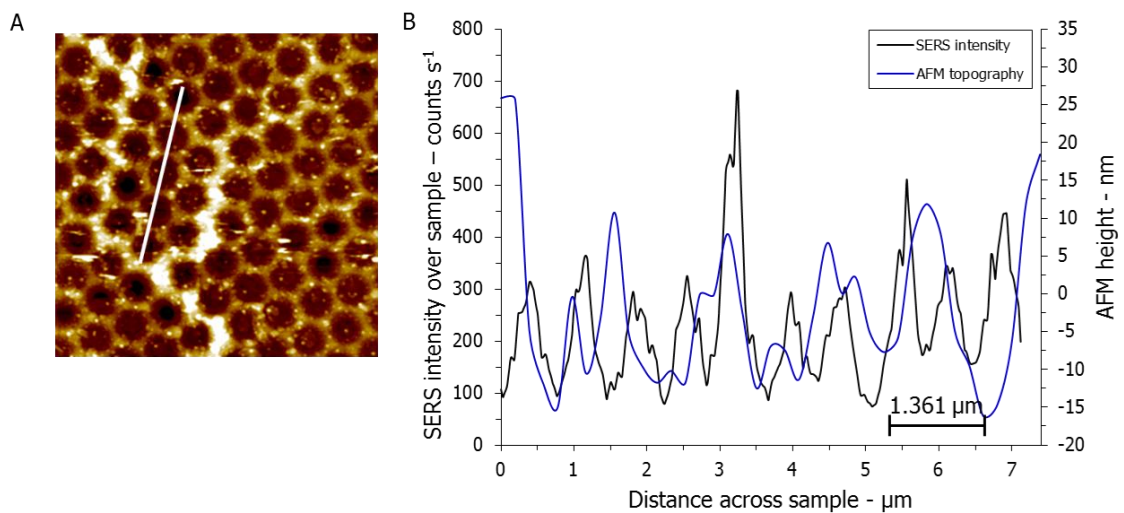 A
B
SERS intensity
AFM topography
SERS intensity over sample – counts s⁻¹
800
700
600
500
400
300
200
100
0
35
30
25
20
15
10
5
0
-5
-10
-15
-20
AFM height - nm
1.361 µm
0 1 2 3 4 5 6 7
Distance across sample - µm